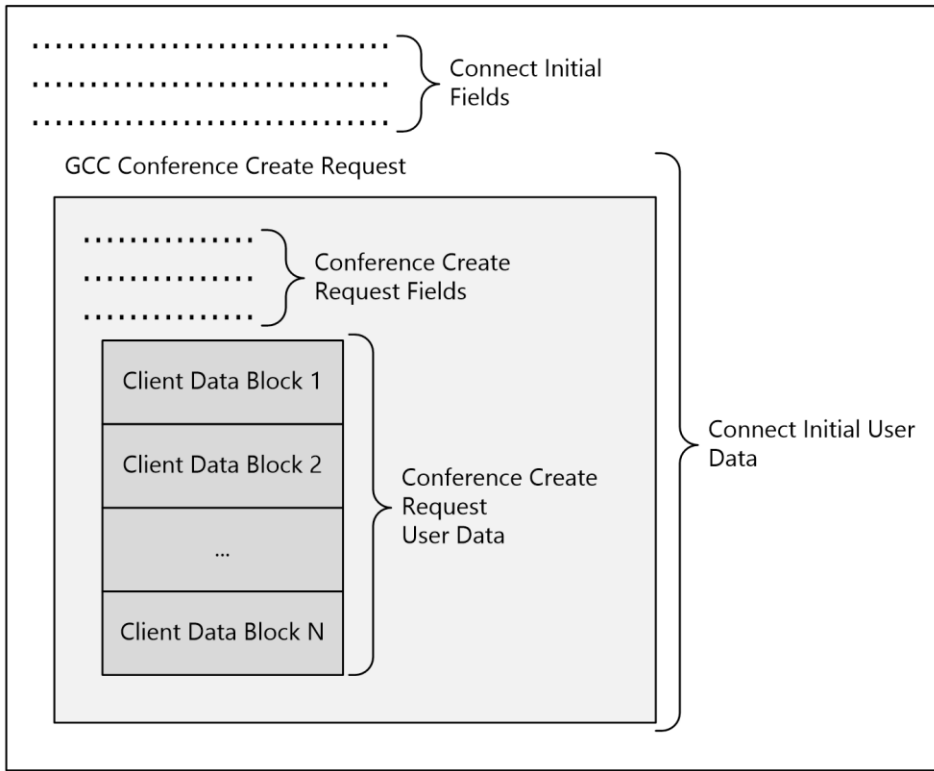 Connect Initial
Fields
GCC Conference Create Request
Conference Create
Request Fields
Client Data Block 1
Client Data Block 2
...
Client Data Block N
Conference Create
Request
User Data
Connect Initial User
Data